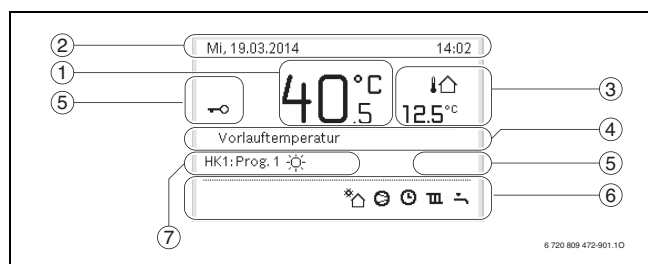 ② Mi, 19.03.2014 14:02
① 40.5 °C
⑤
12.5°C ③
Vorlauftemperatur ④
HK1: Prog. 1 ⑤
⑥
⑦
6 720 809 472-901.1O